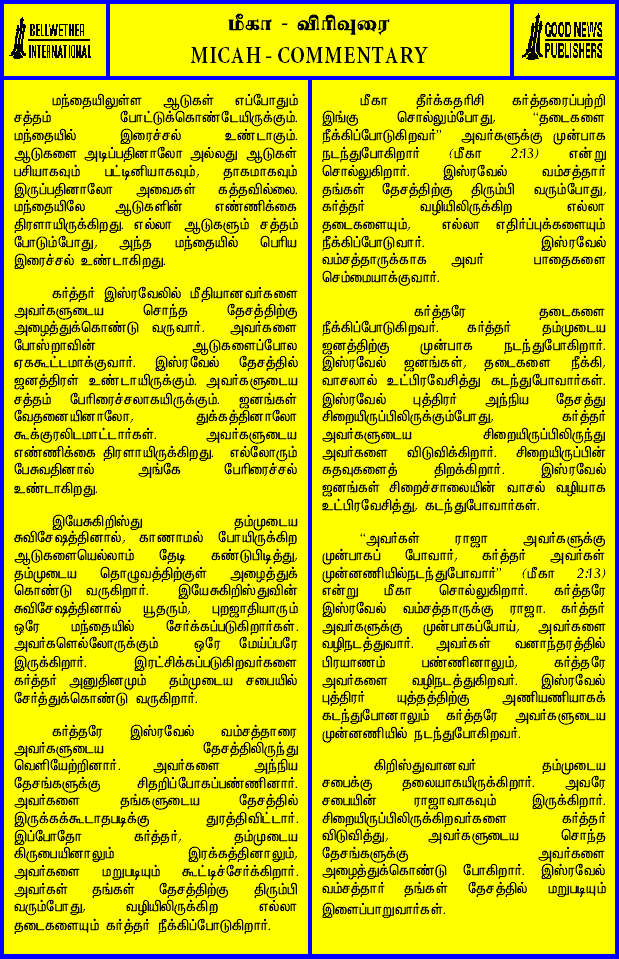 BELLWETHER
INTERNATIONAL
மீகா - விரிவுரை
MICAH - COMMENTARY
GOOD NEWS
PUBLISHERS
மந்தையிலுள்ள ஆடுகள் எப்போதும்
சத்தம் போட்டுக்கொண்டேயிருக்கும்.
மந்தையில் இரைச்சல் உண்டாகும்.
ஆடுகளை அடிப்பதினாலோ அல்லது ஆடுகள்
பசியாகவும் பட்டினியாகவும், தாகமாகவும்
இருப்பதினாலோ அவைகள் கத்தவில்லை.
மந்தையிலே ஆடுகளின் எண்ணிக்கை
திரளாயிருக்கிறது. எல்லா ஆடுகளும் சத்தம்
போடும்போது, அந்த மந்தையில் பெரிய
இரைச்சல் உண்டாகிறது.
கர்த்தர் இஸ்ரவேலில் மீதியானவர்களை
அவர்களுடைய சொந்த தேசத்திற்கு
அழைத்துக்கொண்டு வருவார். அவர்களை
போஸ்றாவின் ஆடுகளைப்போல
ஏககூட்டமாக்குவார். இஸ்ரவேல் தேசத்தில்
ஜனத்திரள் உண்டாயிருக்கும். அவர்களுடைய
சத்தம் பேரிரைச்சலாகயிருக்கும். ஜனங்கள்
வேதனையினாலோ, துக்கத்தினாலோ
கூக்குரலிடமாட்டார்கள். அவர்களுடைய
எண்ணிக்கை திரளாயிருக்கிறது. எல்லோரும்
பேசுவதினால் அங்கே பேரிரைச்சல்
உண்டாகிறது.
இயேசுகிறிஸ்து தம்முடைய
சுவிசேஷத்தினால், காணாமல் போயிருக்கிற
ஆடுகளையெல்லாம் தேடி கண்டுபிடித்து,
தம்முடைய தொழுவத்திற்குள் அழைத்துக்
கொண்டு வருகிறார். இயேசுகிறிஸ்துவின்
சுவிசேஷத்தினால் யூதரும், புறஜாதியாரும்
ஒரே மந்தையில் சேர்க்கப்படுகிறார்கள்.
அவர்களெல்லோருக்கும் ஒரே மேய்ப்பரே
இருக்கிறார். இரட்சிக்கப்படுகிறவர்களை
கர்த்தர் அனுதினமும் தம்முடைய சபையில்
சேர்த்துக்கொண்டு வருகிறார்.
கர்த்தரே இஸ்ரவேல் வம்சத்தாரை
அவர்களுடைய தேசத்திலிருந்து
வெளியேற்றினார். அவர்களை அந்நிய
தேசங்களுக்கு சிதறிப்போகப்பண்ணினார்.
அவர்களை தங்களுடைய தேசத்தில்
இருக்கக்கூடாதபடிக்கு துரத்திவிட்டார்.
இப்போதோ கர்த்தர், தம்முடைய
கிருபையினாலும் இரக்கத்தினாலும்,
அவர்களை மறுபடியும் கூட்டிச்சேர்க்கிறார்.
அவர்கள் தங்கள் தேசத்திற்கு திரும்பி
வரும்போது, வழியிலிருக்கிற எல்லா
தடைகளையும் கர்த்தர் நீக்கிப்போடுகிறார்.
மீகா தீர்க்கதரிசி கர்த்தரைப்பற்றி
இங்கு சொல்லும்போது, "தடைகளை
நீக்கிப்போடுகிறவர்" அவர்களுக்கு முன்பாக
நடந்துபோகிறார் (மீகா 2:13) என்று
சொல்லுகிறார். இஸ்ரவேல் வம்சத்தார்
தங்கள் தேசத்திற்கு திரும்பி வரும்போது,
கர்த்தர் வழியிலிருக்கிற எல்லா
தடைகளையும், எல்லா எதிர்ப்புக்களையும்
நீக்கிப்போடுவார். இஸ்ரவேல்
வம்சத்தாருக்காக அவர் பாதைகளை
செம்மையாக்குவார்.
கர்த்தரே தடைகளை
நீக்கிப்போடுகிறவர். கர்த்தர் தம்முடைய
ஜனத்திற்கு முன்பாக நடந்துபோகிறார்.
இஸ்ரவேல் ஜனங்கள், தடைகளை நீக்கி,
வாசலால் உட்பிரவேசித்து கடந்துபோவார்கள்.
இஸ்ரவேல் புத்திரர் அந்நிய தேசத்து
சிறையிருப்பிலிருக்கும்போது, கர்த்தர்
அவர்களுடைய சிறையிருப்பிலிருந்து
அவர்களை விடுவிக்கிறார். சிறையிருப்பின்
கதவுகளைத் திறக்கிறார். இஸ்ரவேல்
ஜனங்கள் சிறைச்சாலையின் வாசல் வழியாக
உட்பிரவேசித்து, கடந்துபோவார்கள்.
"அவர்கள் ராஜா அவர்களுக்கு
முன்பாகப் போவார், கர்த்தர் அவர்கள்
முன்னணியில்நடந்துபோவார்" (மீகா 2:13)
என்று மீகா சொல்லுகிறார். கர்த்தரே
இஸ்ரவேல் வம்சத்தாருக்கு ராஜா. கர்த்தர்
அவர்களுக்கு முன்பாகப்போய், அவர்களை
வழிநடத்துவார். அவர்கள் வனாந்தரத்தில்
பிரயாணம் பண்ணினாலும், கர்த்தரே
அவர்களை வழிநடத்துகிறவர். இஸ்ரவேல்
புத்திரர் யுத்தத்திற்கு அணியணியாகக்
கடந்துபோனாலும் கர்த்தரே அவர்களுடைய
முன்னணியில் நடந்துபோகிறவர்.
கிறிஸ்துவானவர் தம்முடைய
சபைக்கு தலையாகயிருக்கிறார். அவரே
சபையின் ராஜாவாகவும் இருக்கிறார்.
சிறையிருப்பிலிருக்கிறவர்களை கர்த்தர்
விடுவித்து, அவர்களுடைய சொந்த
தேசங்களுக்கு அவர்களை
அழைத்துக்கொண்டு போகிறார். இஸ்ரவேல்
வம்சத்தார் தங்கள் தேசத்தில் மறுபடியும்
இளைப்பாறுவார்கள்.